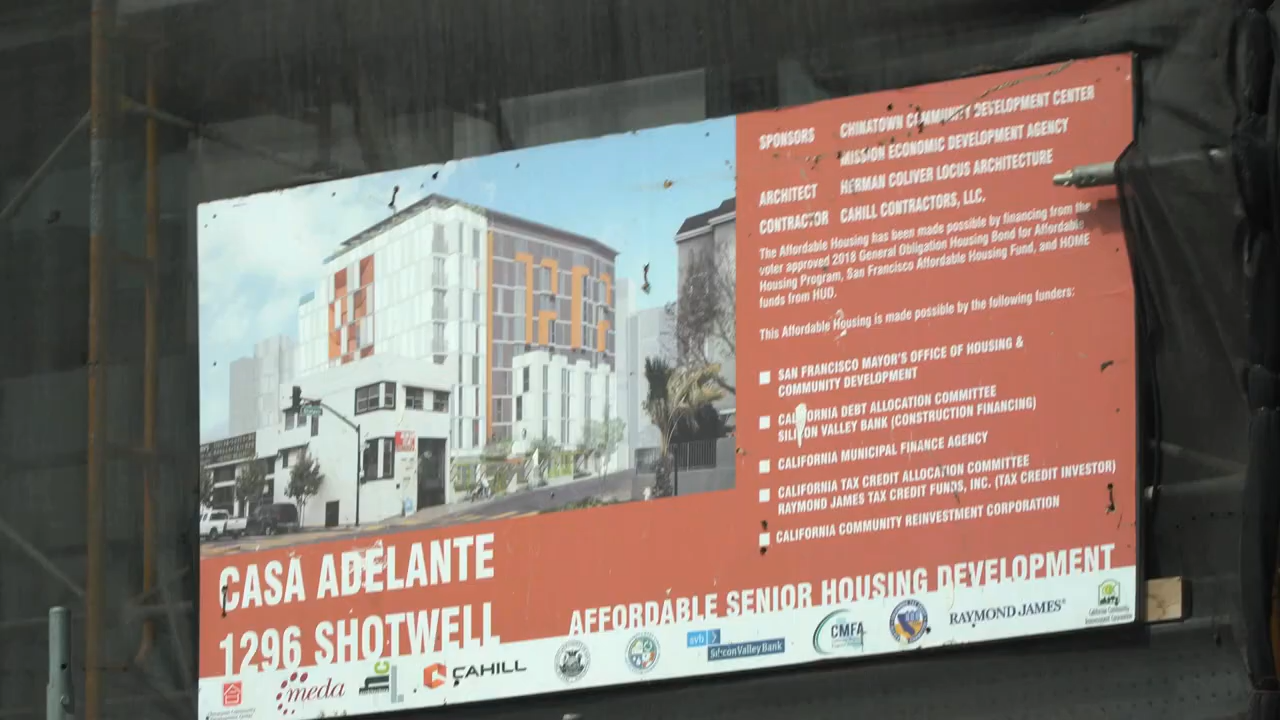 SPONSORS CHINATOWN COMMUNITY DEVELOPMENT CENTER
MISSION ECONOMIC DEVELOPMENT AGENCY
ARCHITECT HERMAN COLIVER LOCUS ARCHITECTURE
CONTRACTOR CAHILL CONTRACTORS, LLC.
The Affordable Housing has been made possible by financing from the
voter approved 2018 General Obligation Housing Bond for Affordable
Housing Program, San Francisco Affordable Housing Fund, and HOME
funds from HUD.
This Affordable Housing is made possible by the following funders:
SAN FRANCISCO MAYOR'S OFFICE OF HOUSING &
COMMUNITY DEVELOPMENT
CALIFORNIA DEBT ALLOCATION COMMITTEE
SILICON VALLEY BANK (CONSTRUCTION FINANCING)
CALIFORNIA MUNICIPAL FINANCE AGENCY
CALIFORNIA TAX CREDIT ALLOCATION COMMITTEE
RAYMOND JAMES TAX CREDIT FUNDS, INC. (TAX CREDIT INVESTOR)
CALIFORNIA COMMUNITY REINVESTMENT CORPORATION
CASA ADELANTE
1296 SHOTWELL
AFFORDABLE SENIOR HOUSING DEVELOPMENT
meda
hcl
CAHILL
svb
Silicon Valley Bank
CMFA
RAYMOND JAMES®